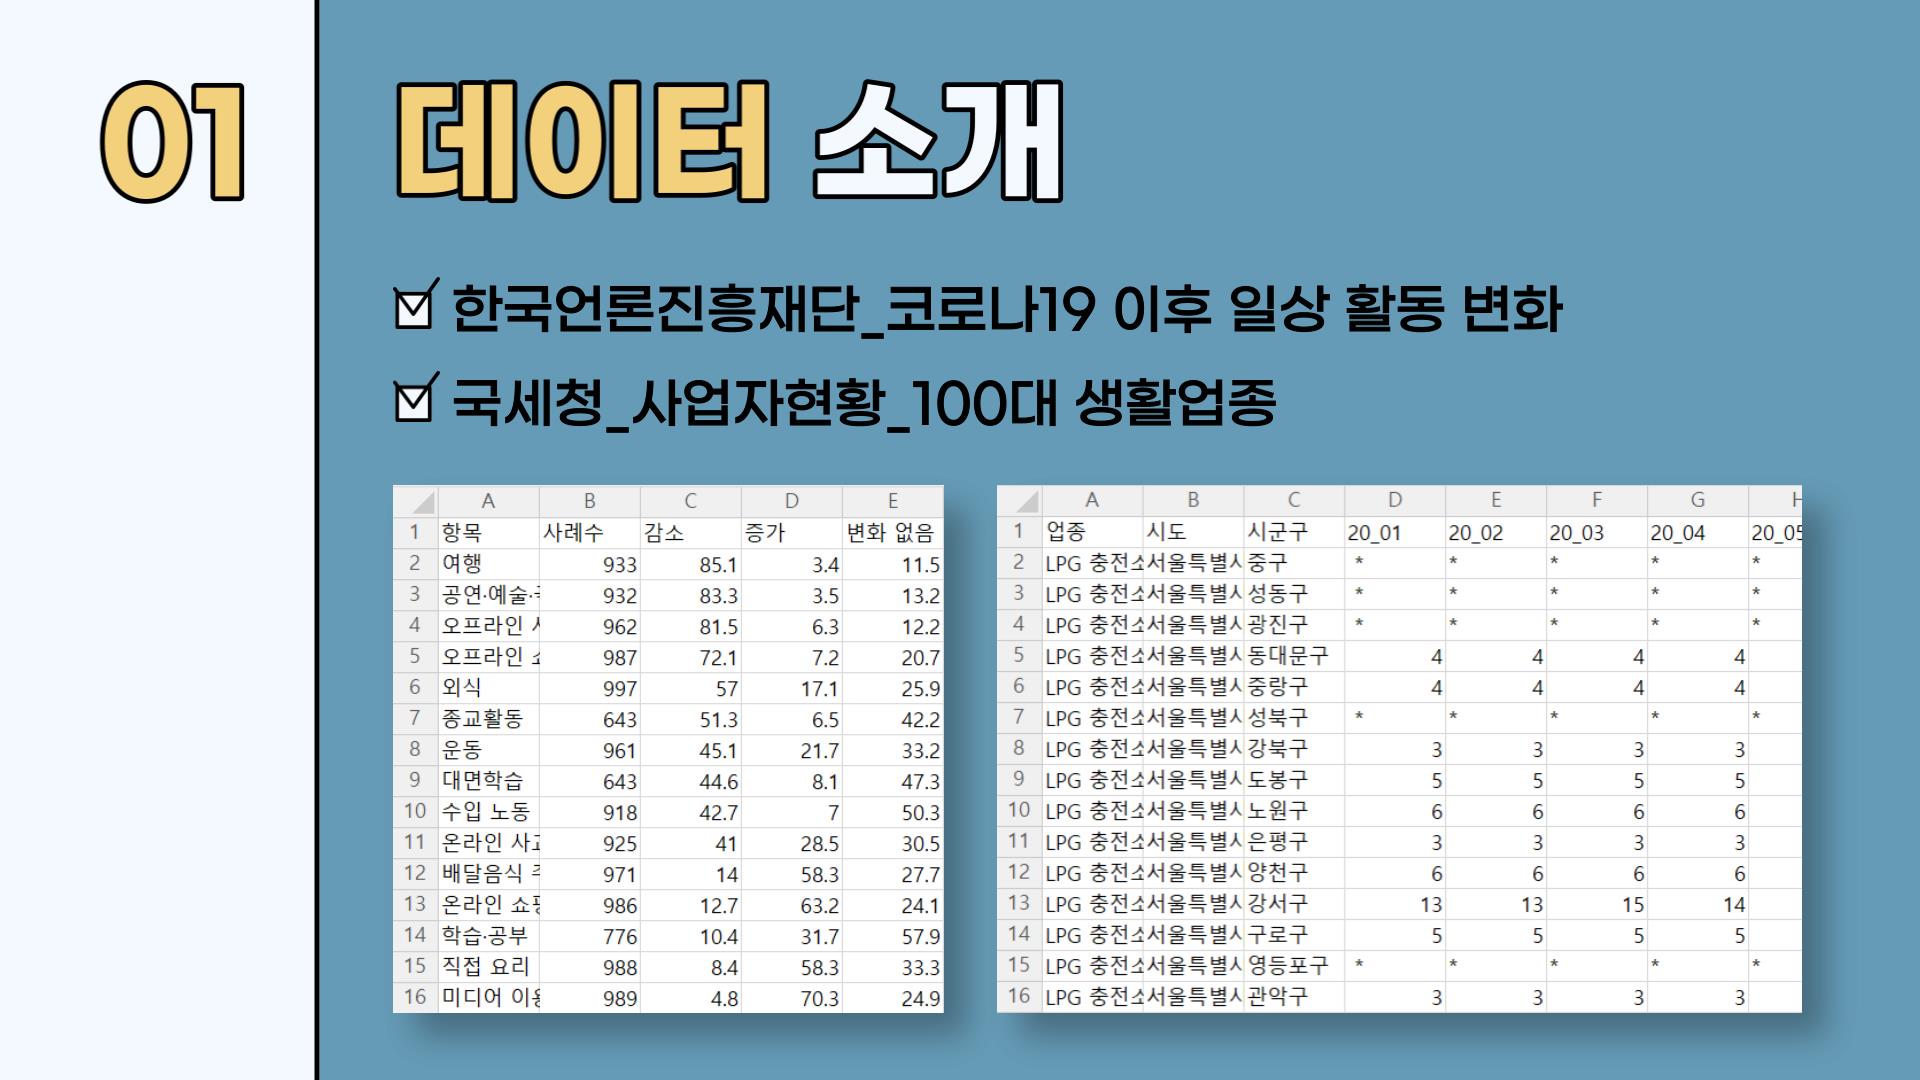 01
데이터 소개
한국언론진흥재단_코로나19 이후 일상 활동 변화
국세청_사업자현황_100대 생활업종
A B C D E
1 항목 사례수 감소 증가 변화 없음
2 여행 933 85.1 3.4 11.5
3 공연·예술· 932 83.3 3.5 13.2
4 오프라인 962 81.5 6.3 12.2
5 오프라인 987 72.1 7.2 20.7
6 외식 997 57 17.1 25.9
7 종교활동 643 51.3 6.5 42.2
8 운동 961 45.1 21.7 33.2
9 대면학습 643 44.6 8.1 47.3
10 수입 노동 918 42.7 7 50.3
11 온라인 925 41 28.5 30.5
12 배달음식 971 14 58.3 27.7
13 온라인 986 12.7 63.2 24.1
14 학습·공부 776 10.4 31.7 57.9
15 직접 요리 988 8.4 58.3 33.3
16 미디어 989 4.8 70.3 24.9
A B C D E F G H
1 업종 시도 시군구 20_01 20_02 20_03 20_04 20_05
2 LPG 충전소 서울특별시 중구 * * * * *
3 LPG 충전소 서울특별시 성동구 * * * * *
4 LPG 충전소 서울특별시 광진구 * * * * *
5 LPG 충전소 서울특별시 동대문구 4 4 4 4
6 LPG 충전소 서울특별시 중랑구 4 4 4 4
7 LPG 충전소 서울특별시 성북구 * * * * *
8 LPG 충전소 서울특별시 강북구 3 3 3 3
9 LPG 충전소 서울특별시 도봉구 5 5 5 5
10 LPG 충전소 서울특별시 노원구 6 6 6 6
11 LPG 충전소 서울특별시 은평구 3 3 3 3
12 LPG 충전소 서울특별시 양천구 6 6 6 6
13 LPG 충전소 서울특별시 강서구 13 13 15 14
14 LPG 충전소 서울특별시 구로구 5 5 5 5
15 LPG 충전소 서울특별시 영등포구 * * * * *
16 LPG 충전소 서울특별시 관악구 3 3 3 3